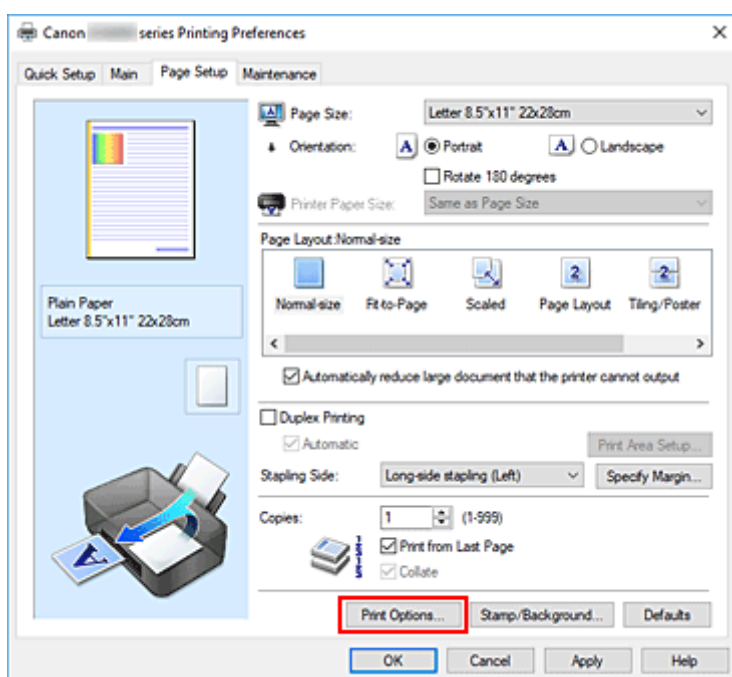 Canon series Printing Preferences
Quick Setup Main Page Setup Maintenance
Page Size: Letter 8.5"x11" 22x28cm
Orientation: A Portrait A Landscape
Rotate 180 degrees
Printer Paper Size: Same as Page Size
Page Layout:Normal-size
2 2
Normal-size Fit-to-Page Scaled Page Layout Tiling/Poster
Plain Paper
Letter 8.5"x11" 22x28cm
Automatically reduce large document that the printer cannot output
Duplex Printing
Automatic Print Area Setup...
Stapling Side: Long-side stapling (Left) Specify Margin...
Copies: 1 (1-999)
Print from Last Page
Collate
A
Print Options... Stamp/Background... Defaults
OK Cancel Apply Help